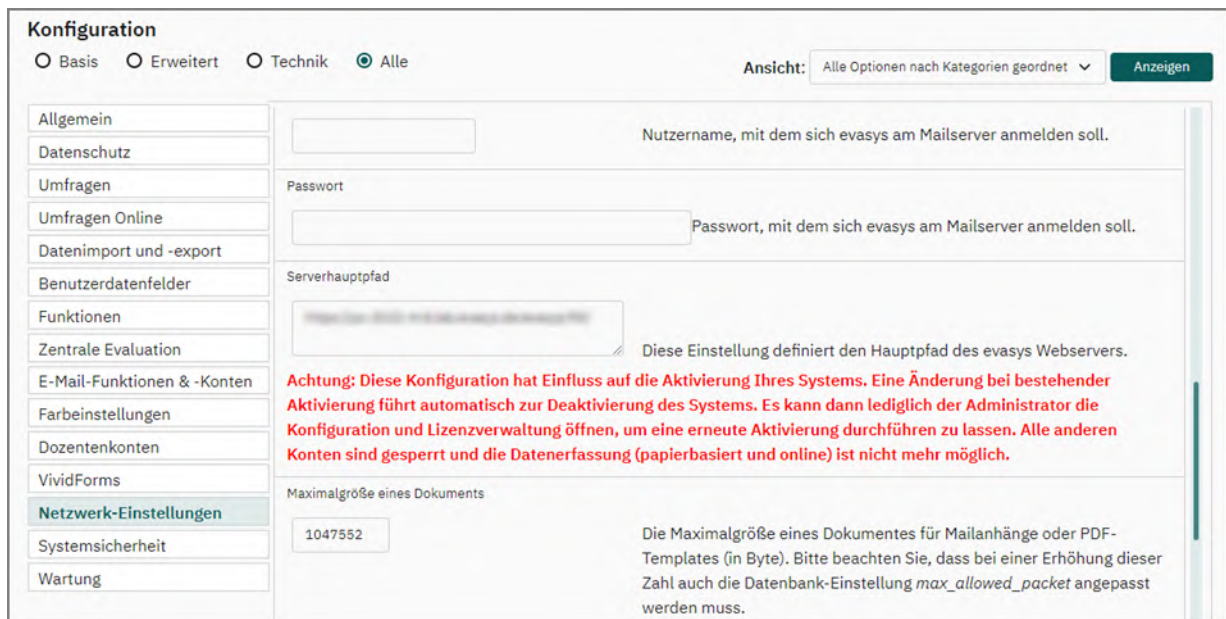 Konfiguration
Basis Erweitert Technik Alle
Ansicht: Alle Optionen nach Kategorien geordnet Anzeigen
Allgemein
Datenschutz
Umfragen
Umfragen Online
Datenimport und -export
Benutzerdatenfelder
Funktionen
Zentrale Evaluation
E-Mail-Funktionen & -Konten
Farbeinstellungen
Dozentenkonten
VividForms
Netzwerk-Einstellungen
Systemsicherheit
Wartung
Nutzername, mit dem sich evasys am Mailserver anmelden soll.
Passwort
Passwort, mit dem sich evasys am Mailserver anmelden soll.
Serverhauptpfad
Diese Einstellung definiert den Hauptpfad des evasys Webservers.
Achtung: Diese Konfiguration hat Einfluss auf die Aktivierung Ihres Systems. Eine Änderung bei bestehender
Aktivierung führt automatisch zur Deaktivierung des Systems. Es kann dann lediglich der Administrator die
Konfiguration und Lizenzverwaltung öffnen, um eine erneute Aktivierung durchführen zu lassen. Alle anderen
Konten sind gesperrt und die Datenerfassung (papierbasiert und online) ist nicht mehr möglich.
Maximalgröße eines Dokuments
1047552
Die Maximalgröße eines Dokumentes für Mailanhänge oder PDF-
Templates (in Byte). Bitte beachten Sie, dass bei einer Erhöhung dieser
Zahl auch die Datenbank-Einstellung max_allowed_packet angepasst
werden muss.